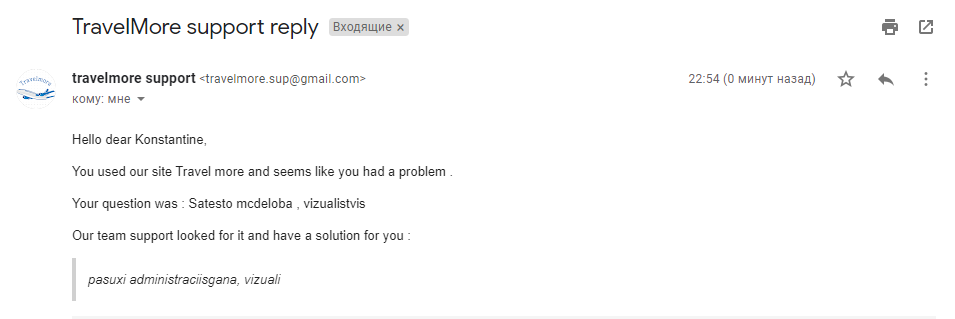 TravelMore support reply Входящие ×
Travelmore
travelmore support <travelmore.sup@gmail.com> 22:54 (0 минут назад)
кому: мне
Hello dear Konstantine,
You used our site Travel more and seems like you had a problem .
Your question was : Satesto mcdeloba , vizualistvis
Our team support looked for it and have a solution for you :
pasuxi administraciisgana, vizuali